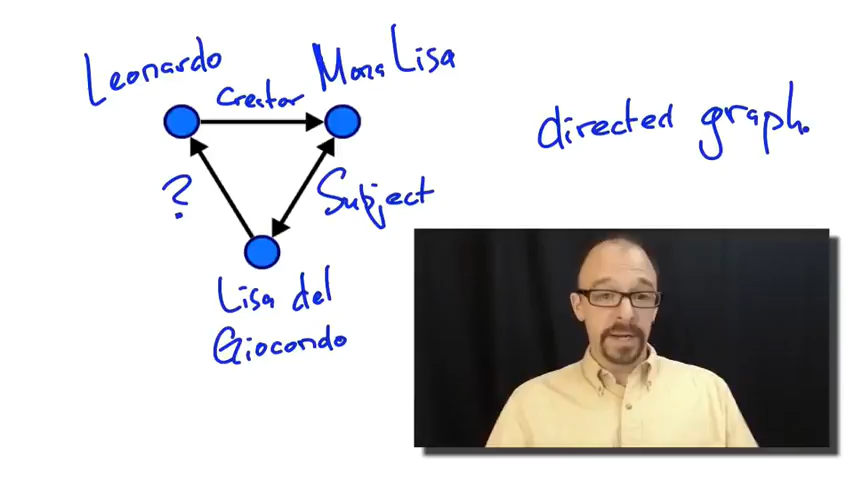 Leonardo
Creator
Mona Lisa
directed graph.
?
Subject
Lisa del
Giocondo